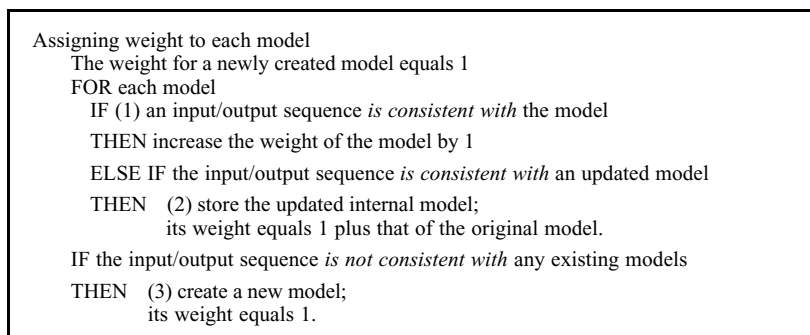 Assigning weight to each model
The weight for a newly created model equals 1
FOR each model
IF (1) an input/output sequence is consistent with the model
THEN increase the weight of the model by 1
ELSE IF the input/output sequence is consistent with an updated model
THEN (2) store the updated internal model;
its weight equals 1 plus that of the original model.
IF the input/output sequence is not consistent with any existing models
THEN (3) create a new model;
its weight equals 1.